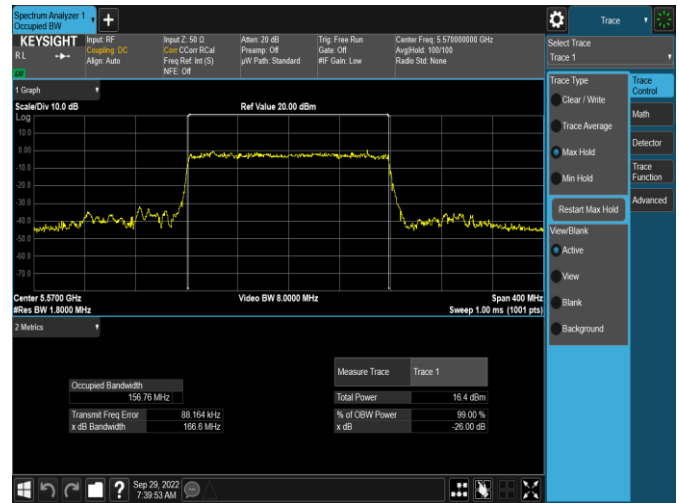 Spectrum Analyzer 1
Occupied BW
KEYSIGHT
R L
LXI
Input: RF
Coupling: DC
Align: Auto
Input Z: 50 Ω
Corr CCorr RCal
Freq Ref: Int (S)
NFE: Off
Atten: 20 dB
Preamp: Off
µW Path: Standard
Trig: Free Run
Gate: Off
#IF Gain: Low
Center Freq: 5.570000000 GHz
Avg|Hold: 100/100
Radio Std: None
1 Graph
Scale/Div 10.0 dB
Ref Value 20.00 dBm
Log
10.0
0.00
-10.0
-20.0
-30.0
-40.0
-50.0
-60.0
-70.0
Center 5.5700 GHz
#Res BW 1.8000 MHz
Video BW 8.0000 MHz
Span 400 MHz
Sweep 1.00 ms (1001 pts)
2 Metrics
Occupied Bandwidth
156.76 MHz
Transmit Freq Error 88.164 kHz
x dB Bandwidth 166.6 MHz
Measure Trace Trace 1
Total Power 16.4 dBm
% of OBW Power 99.00 %
x dB -26.00 dB
Sep 29, 2022
7:39:53 AM
Trace
Select Trace
Trace 1
Trace Type
Clear / Write
Trace Average
Max Hold
Min Hold
Restart Max Hold
View/Blank
Active
View
Blank
Background
Trace
Control
Math
Detector
Trace
Function
Advanced